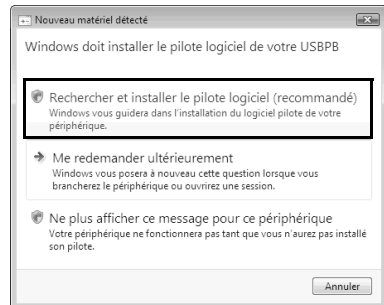 Nouveau matériel détecté
Windows doit installer le pilote logiciel de votre USBPB
Rechercher et installer le pilote logiciel (recommandé)
Windows vous guidera dans l'installation du logiciel pilote de votre
périphérique.
Me redemander ultérieurement
Windows vous posera à nouveau cette question lorsque vous
brancherez le périphérique ou ouvrirez une session.
Ne plus afficher ce message pour ce périphérique
Votre périphérique ne fonctionnera pas tant que vous n'aurez pas installé
son pilote.
Annuler